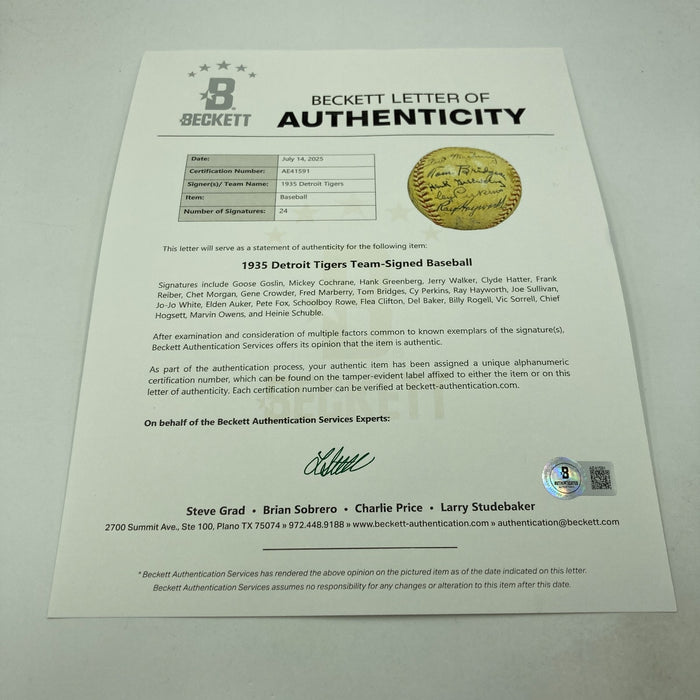 B
BECKETT
BECKETT LETTER OF
AUTHENTICITY
Date: July 14, 2025
Certification Number: AE41591
Signer(s)/ Team Name: 1935 Detroit Tigers
Item: Baseball
Number of Signatures: 24
Tom Bridges
Ray Hayworth
This letter will serve as a statement of authenticity for the following item:
1935 Detroit Tigers Team-Signed Baseball
Signatures include Goose Goslin, Mickey Cochrane, Hank Greenberg, Jerry Walker, Clyde Hatter, Frank
Reiber, Chet Morgan, Gene Crowder, Fred Marberry, Tom Bridges, Cy Perkins, Ray Hayworth, Joe Sullivan,
Jo-Jo White, Elden Auker, Pete Fox, Schoolboy Rowe, Flea Clifton, Del Baker, Billy Rogell, Vic Sorrell, Chief
Hogsett, Marvin Owens, and Heinie Schuble.
After examination and consideration of multiple factors common to known exemplars of the signature(s),
Beckett Authentication Services offers its opinion that the item is authentic.
As part of the authentication process, your authentic item has been assigned a unique alphanumeric
certification number, which can be found on the tamper-evident label affixed to either the item or on this
letter of authenticity. Each certification number can be verified at beckett-authentication.com.
On behalf of the Beckett Authentication Services Experts:
B
Steve Grad • Brian Sobrero • Charlie Price • Larry Studebaker
2700 Summit Ave., Ste 100, Plano TX 75074 » 972.448.9188 » www.beckett-authentication.com » authentication@beckett.com
* Beckett Authentication Services has rendered the above opinion on the pictured item as of the date indicated on this letter.
Beckett Authentication Services assumes no responsibility for any changes or alteration to this item after this date.